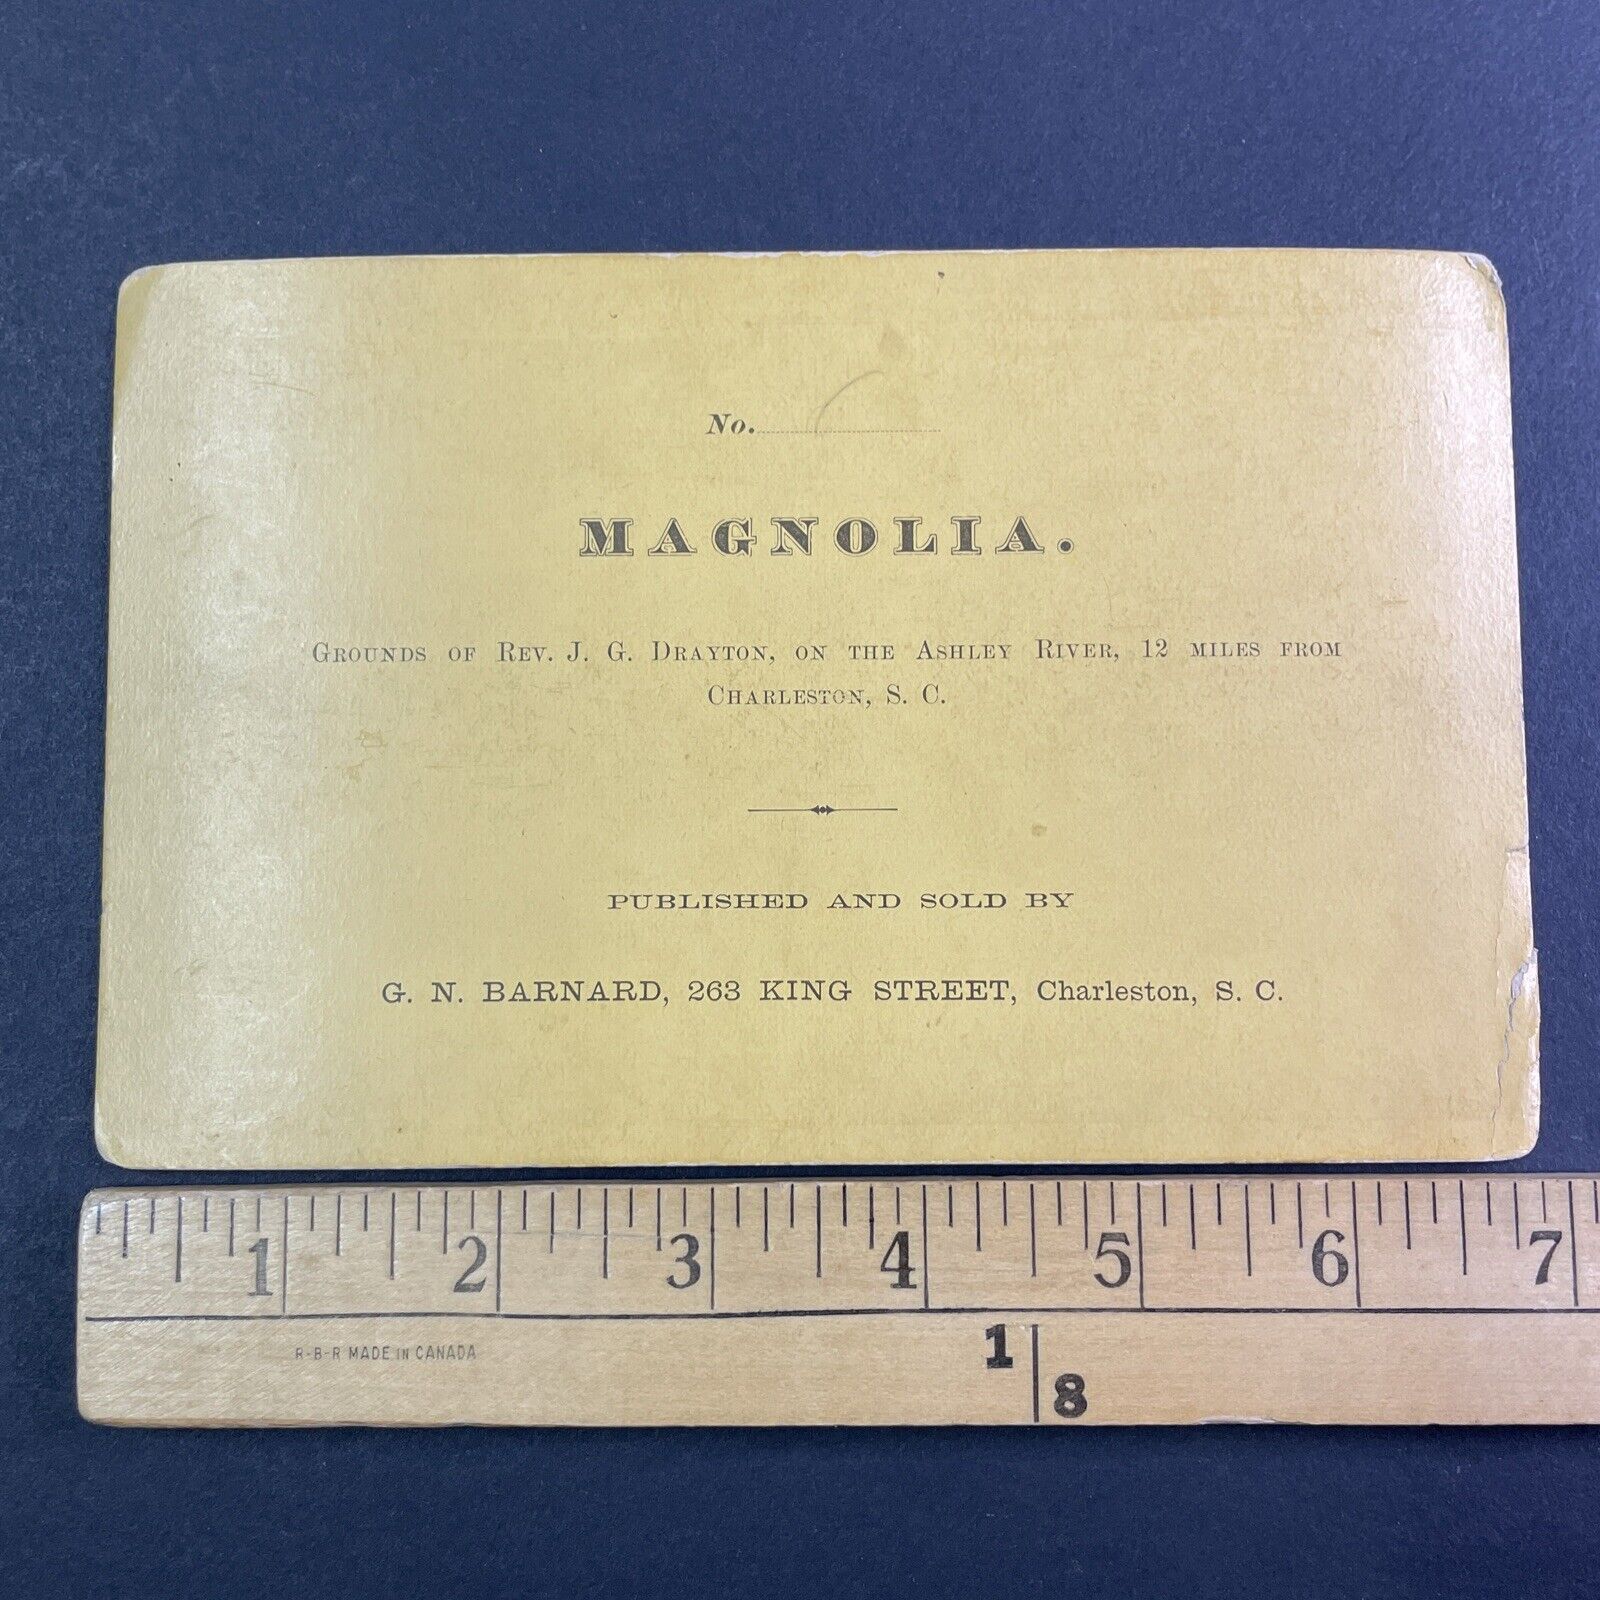 No.
MAGNOLIA.
GROUNDS OF REV. J. G. DRAYTON, ON THE ASHLEY RIVER, 12 MILES FROM
CHARLESTON, S. C.
PUBLISHED AND SOLD BY
G. N. BARNARD, 263 KING STREET, Charleston, S. C.
1 2 3 4 5 6 7
R-B-R MADE IN CANADA
1
8